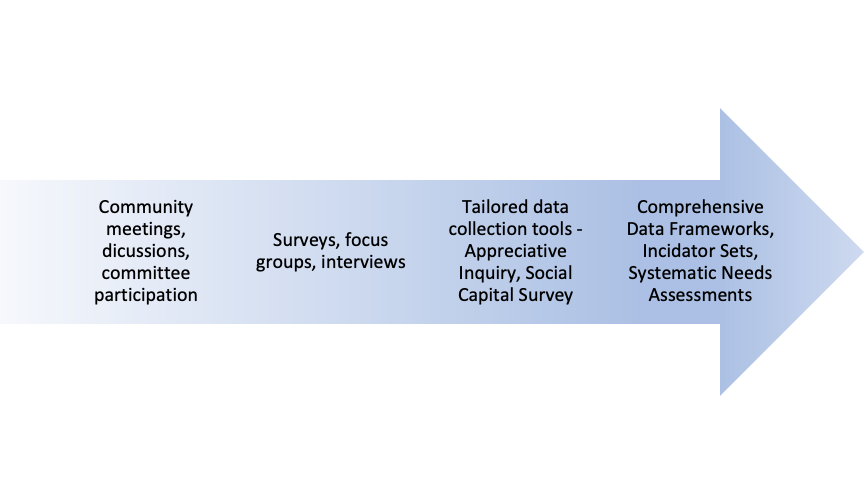 Community
meetings,
dicussions,
committee
participation
Surveys, focus
groups, interviews
Tailored data
collection tools -
Appreciative
Inquiry, Social
Capital Survey
Comprehensive
Data Frameworks,
Incidator Sets,
Systematic Needs
Assessments